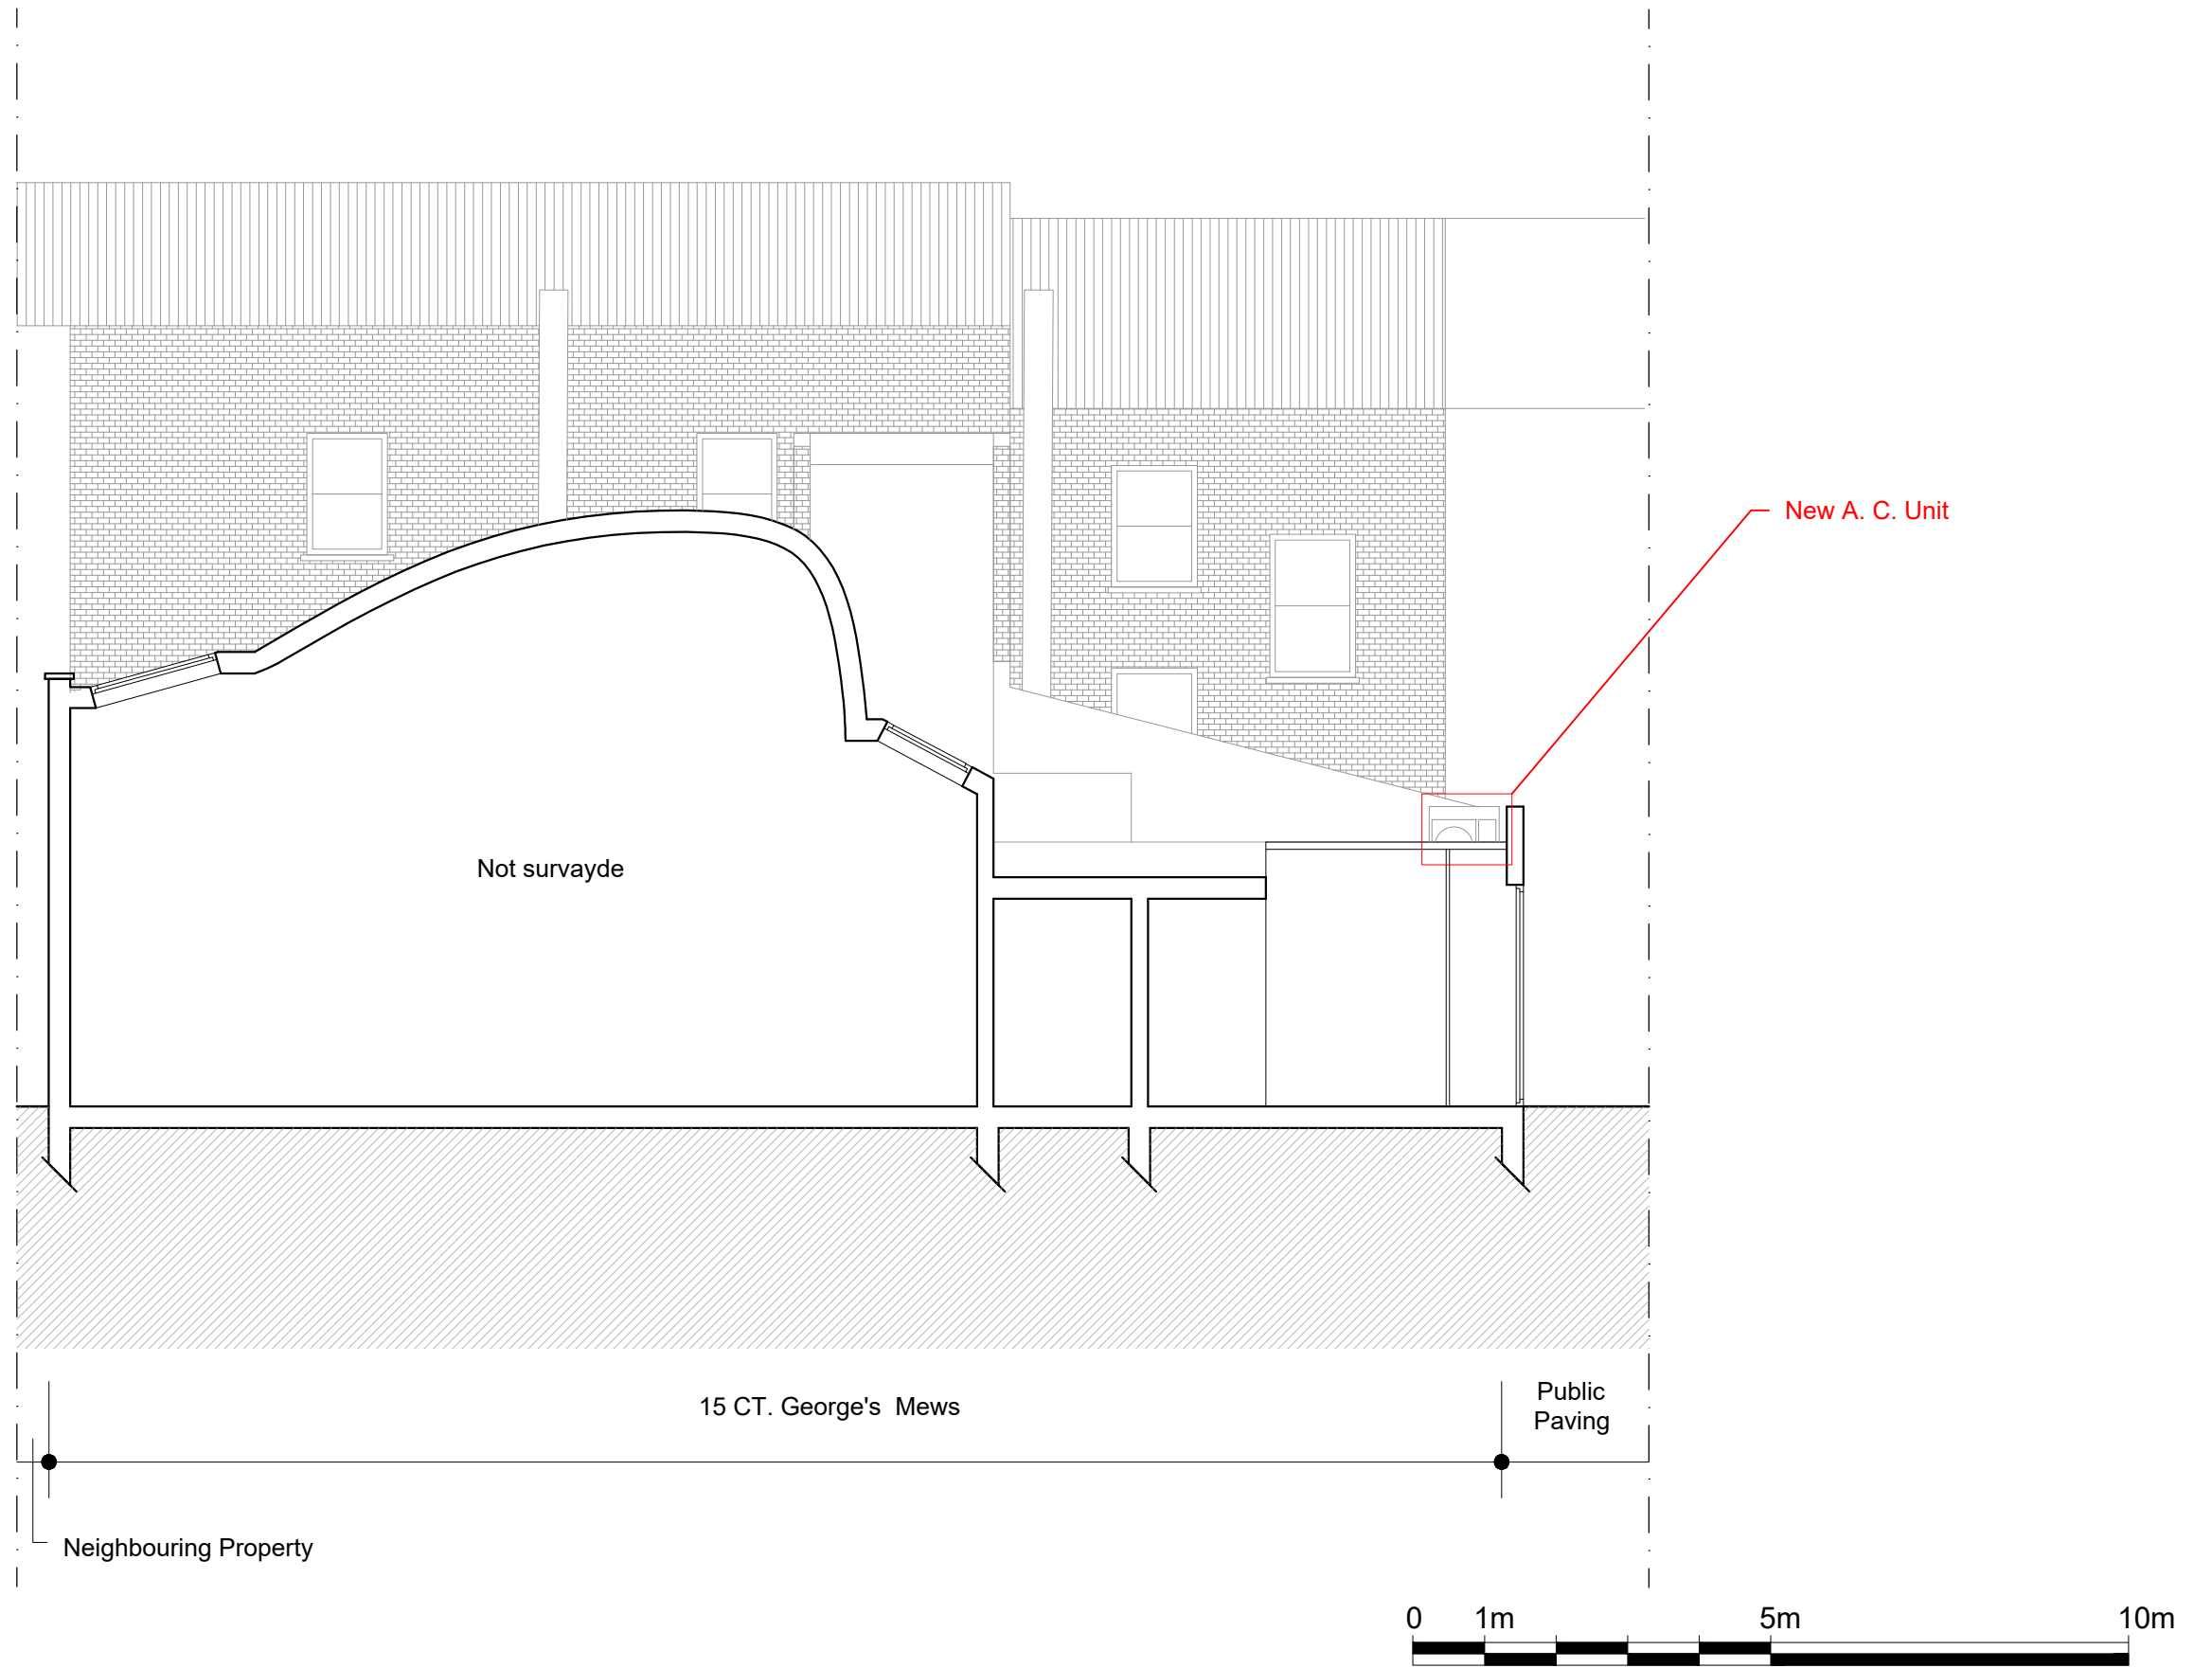 New A. C. Unit
Not survayde
15 CT. George's  Mews
Public
Paving
Neighbouring Property
0 1m 5m 10m